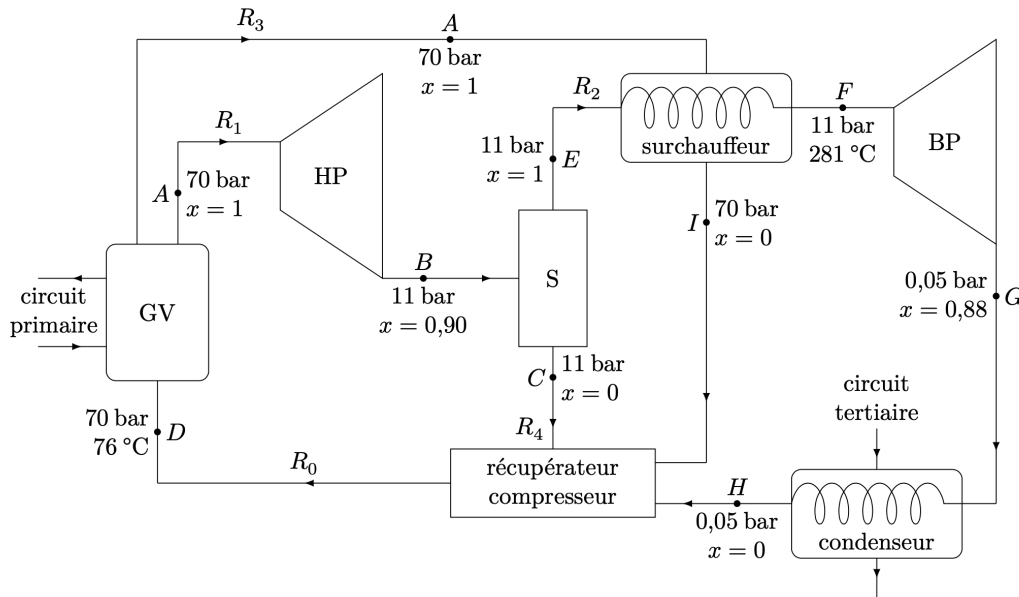 R₃
A
70 bar
x = 1
R₁
A
70 bar
x = 1
HP
B
11 bar
x = 0,90
R₂
11 bar
x = 1
E
S
surchauffeur
F
11 bar
281 °C
BP
I
70 bar
x = 0
0,05 bar
x = 0,88
G
circuit
primaire
GV
C
11 bar
x = 0
R₄
circuit
tertiaire
70 bar
76 °C
D
R₀
récupérateur
compresseur
H
0,05 bar
x = 0
condenseur